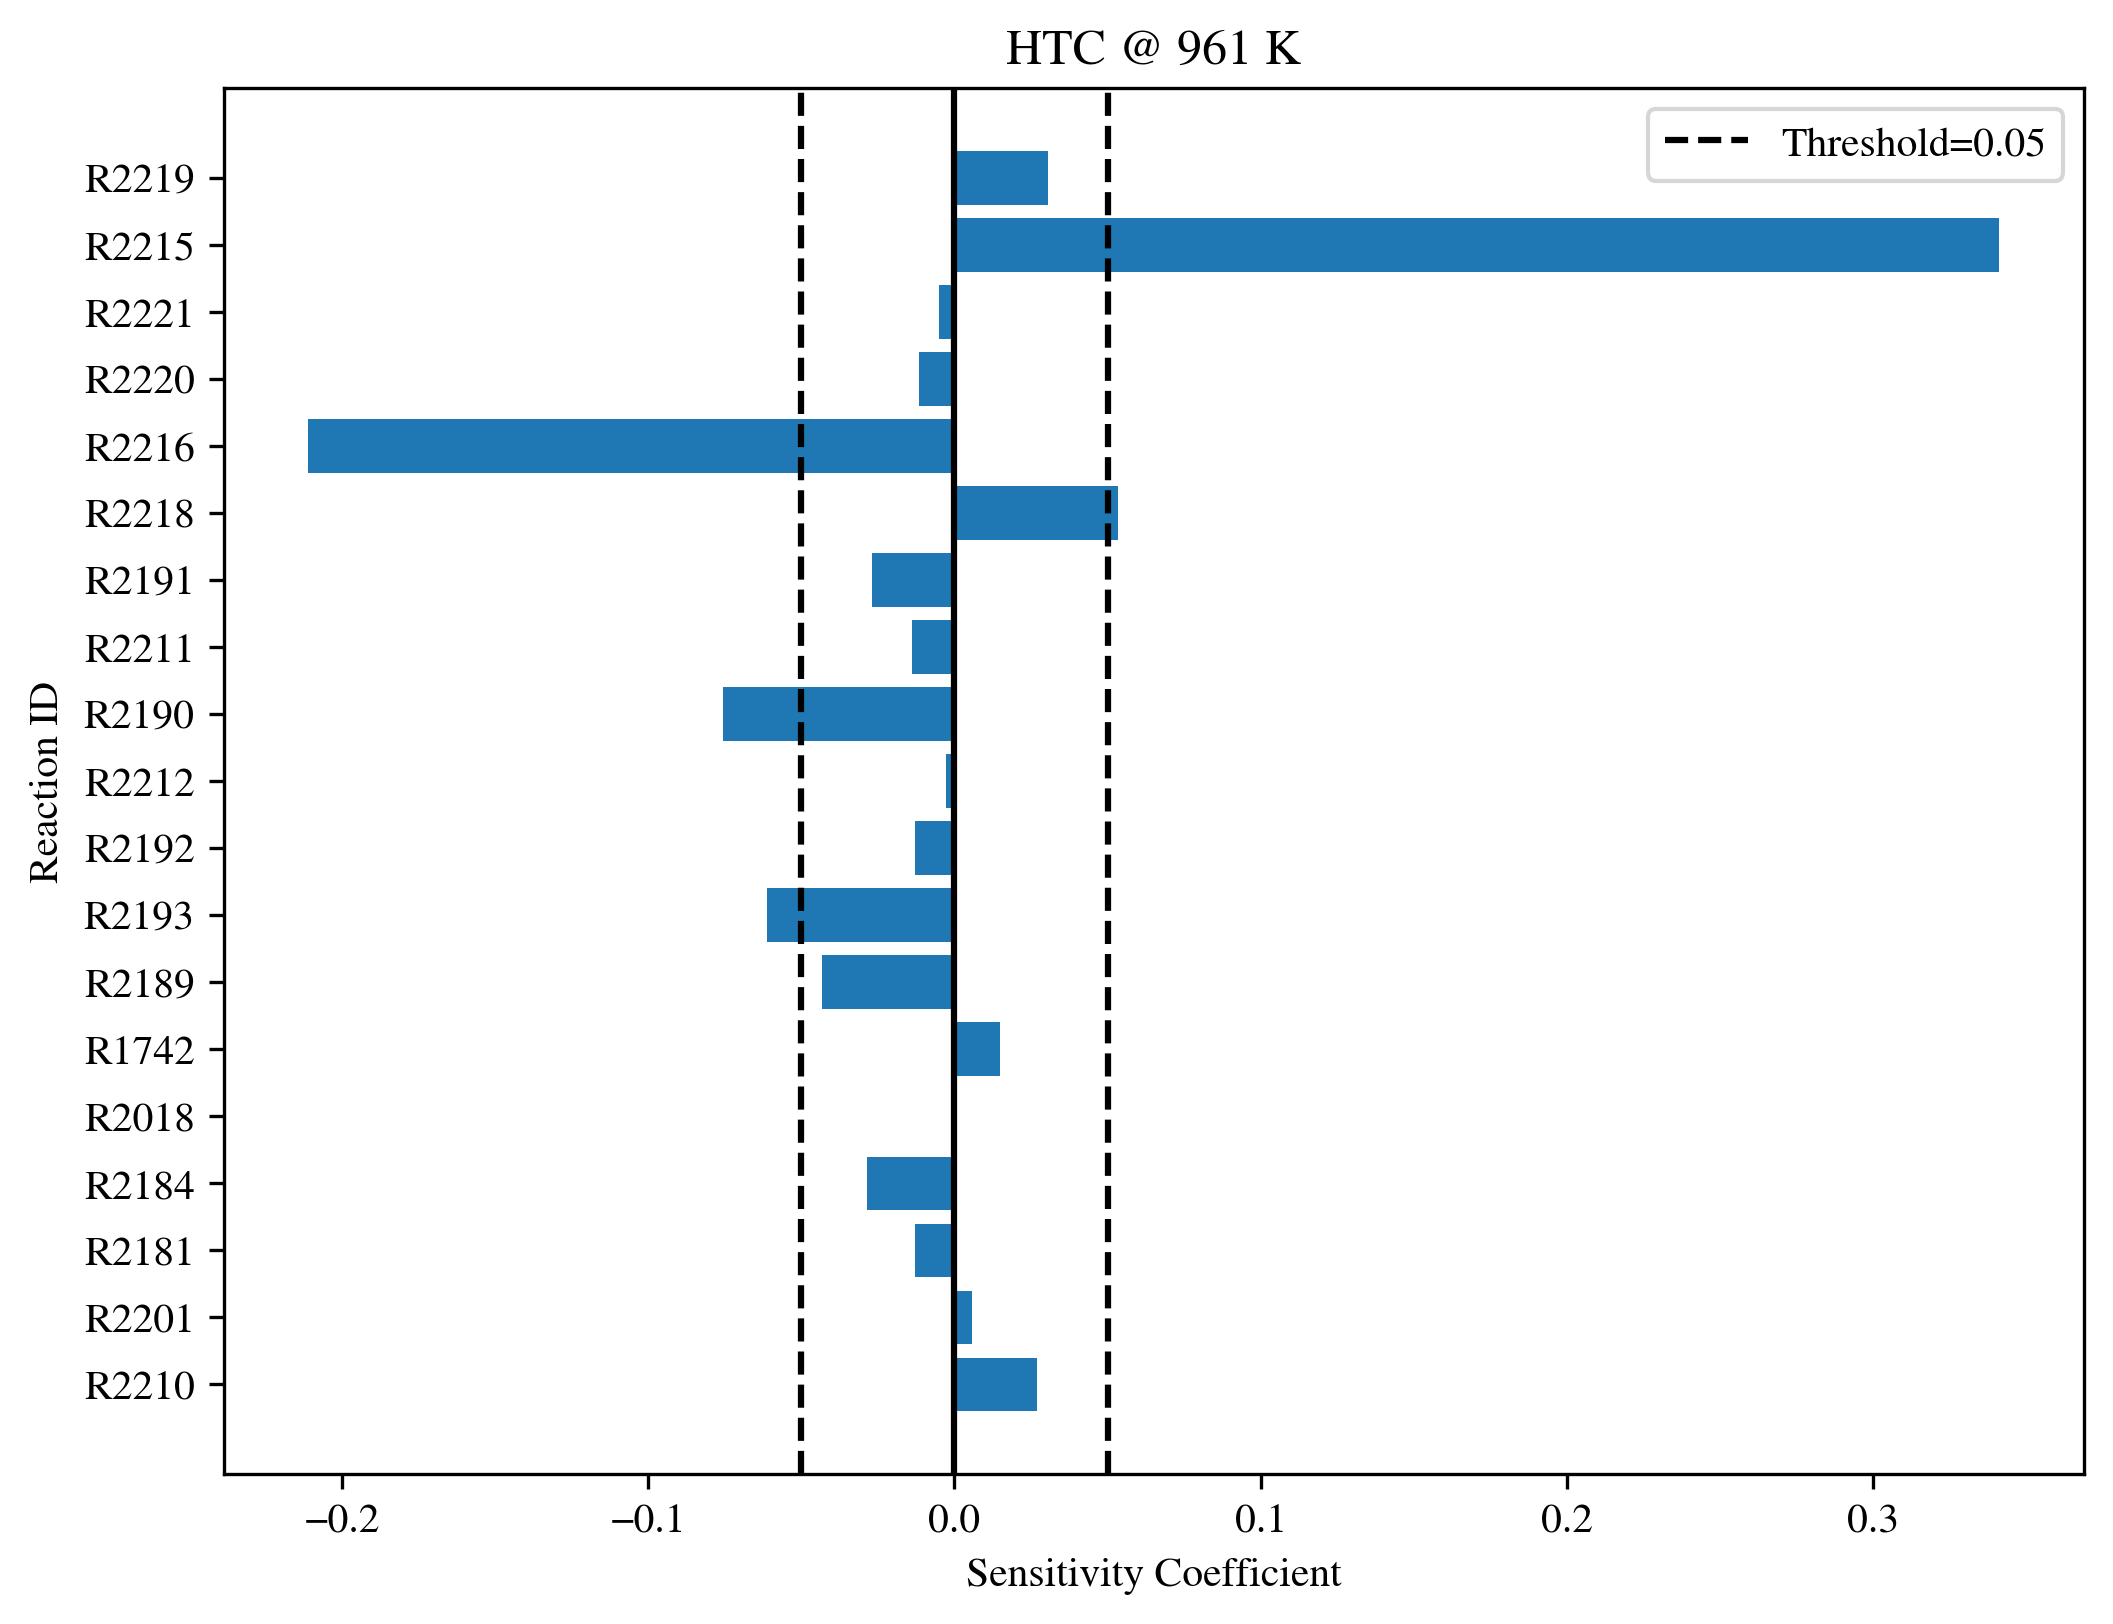 HTC @ 961 K
Threshold=0.05
Reaction ID
R2219
R2215
R2221
R2220
R2216
R2218
R2191
R2211
R2190
R2212
R2192
R2193
R2189
R1742
R2018
R2184
R2181
R2201
R2210
−0.2 −0.1 0.0 0.1 0.2 0.3
Sensitivity Coefficient